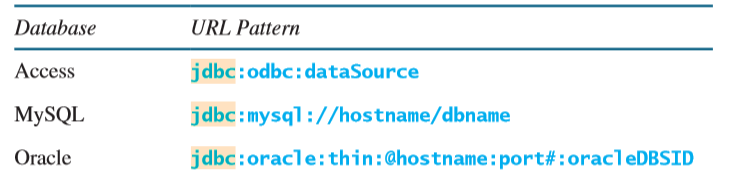 Database URL Pattern
Access jdbc:odbc:dataSource
MySQL jdbc:mysql://hostname/dbname
Oracle jdbc:oracle:thin:@hostname:port#:oracleDBSID